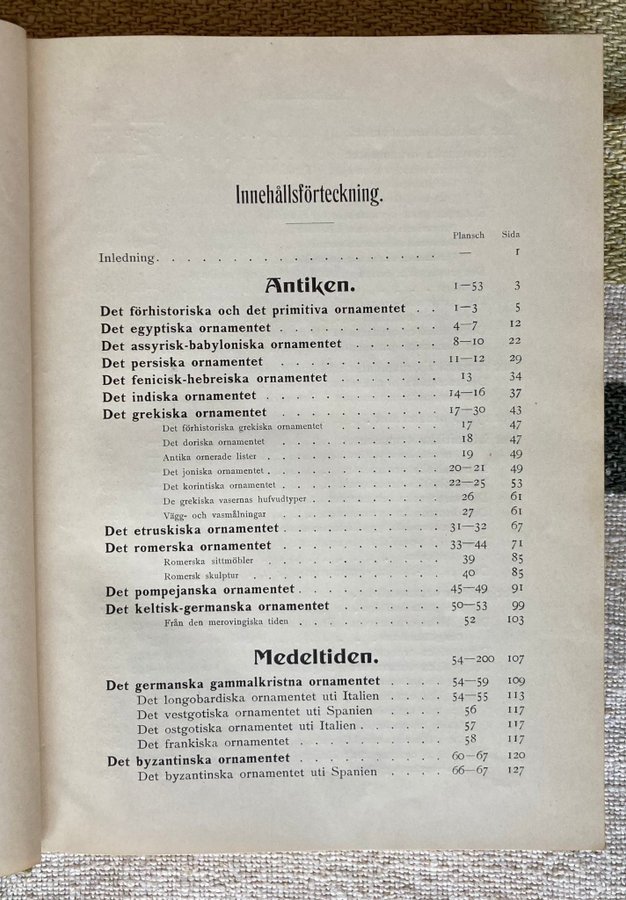 Innehållsförteckning.
Plansch Sida
Inledning. . . . . . . . . . . . . . . . . . . . — 1
Antiken. 1—53 3
Det förhistoriska och det primitiva ornamentet . . 1—3 5
Det egyptiska ornamentet . . . . . . . . . . 4—7 12
Det assyrisk-babyloniska ornamentet . . . . . . 8—10 22
Det persiska ornamentet . . . . . . . . . . 11—12 29
Det fenicisk-hebreiska ornamentet . . . . . . 13 34
Det indiska ornamentet . . . . . . . . . . . 14—16 37
Det grekiska ornamentet . . . . . . . . . . 17—30 43
Det förhistoriska grekiska ornamentet . . . . . . 17 47
Det doriska ornamentet . . . . . . . . . . 18 47
Antika ornerade lister . . . . . . . . . . 19 49
Det joniska ornamentet . . . . . . . . . . . 20—21 49
Det korintiska ornamentet . . . . . . . . . . 22—25 53
De grekiska vasernas hufvudtyper . . . . . . . . 26 61
Vägg- och vasmålningar . . . . . . . . . . 27 61
Det etruskiska ornamentet . . . . . . . . . . 31—32 67
Det romerska ornamentet . . . . . . . . . . 33—44 71
Romerska sittmöbler . . . . . . . . . . 39 85
Romersk skulptur . . . . . . . . . . . 40 85
Det pompejanska ornamentet . . . . . . . . . 45—49 91
Det keltisk-germanska ornamentet . . . . . . 50—53 99
Från den merovingiska tiden . . . . . . . . 52 103
Medeltiden. 54—200 107
Det germanska gammalkristna ornamentet . . . . 54—59 109
Det longobardiska ornamentet uti Italien . . . . 54—55 113
Det vestgotiska ornamentet uti Spanien . . . . 56 117
Det ostgotiska ornamentet uti Italien . . . . . 57 117
Det frankiska ornamentet . . . . . . . . . 58 117
Det byzantinska ornamentet . . . . . . . . . 60—67 120
Det byzantinska ornamentet uti Spanien . . . . 66—67 127